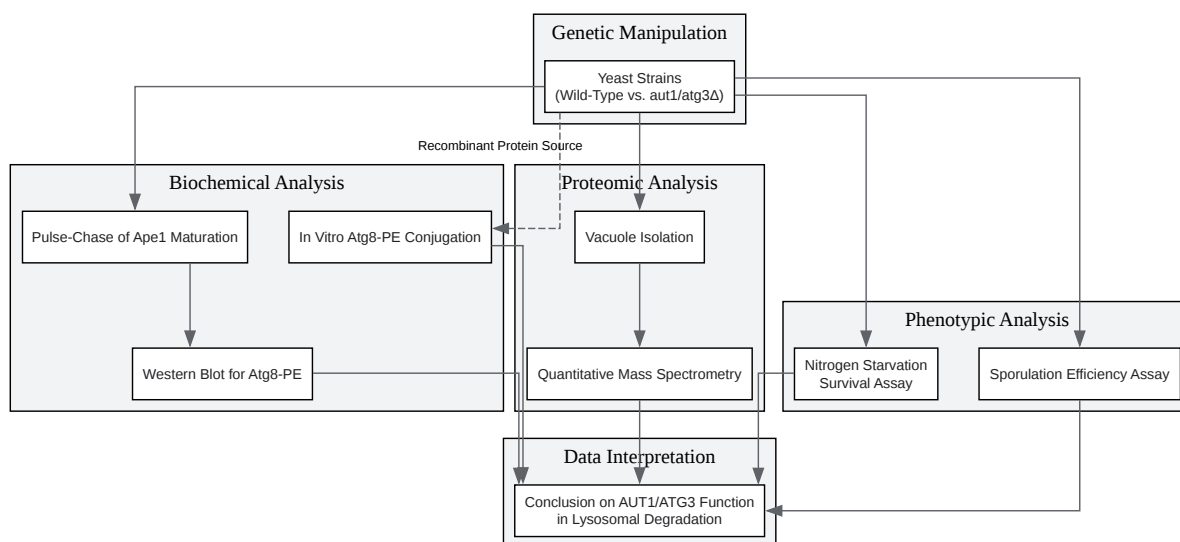 Genetic Manipulation
Yeast Strains
(Wild-Type vs. aut1/atg3Δ)
Recombinant Protein Source
Biochemical Analysis
Proteomic Analysis
Pulse-Chase of Ape1 Maturation
In Vitro Atg8-PE Conjugation
Vacuole Isolation
Phenotypic Analysis
Western Blot for Atg8-PE
Quantitative Mass Spectrometry
Nitrogen Starvation
Survival Assay
Sporulation Efficiency Assay
Data Interpretation
Conclusion on AUT1/ATG3 Function
in Lysosomal Degradation